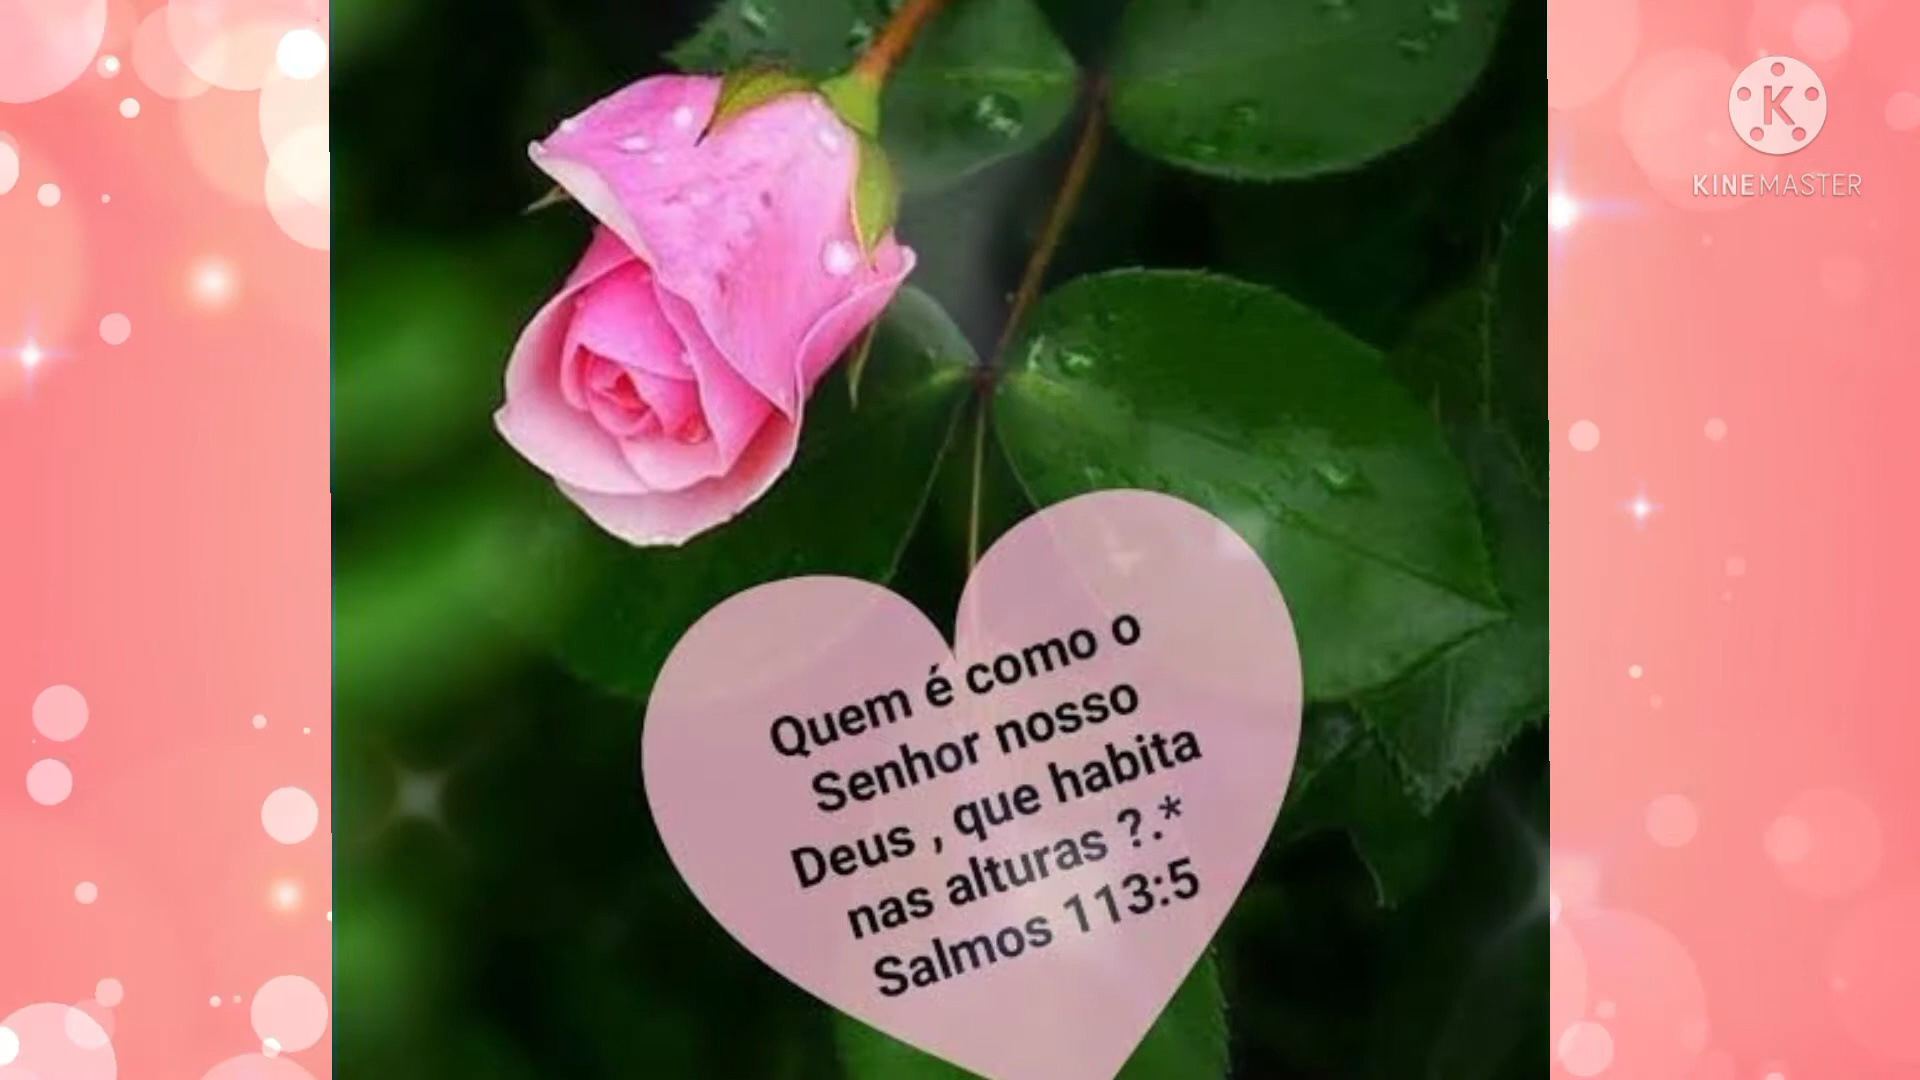 KINEMASTER
Quem é como o
Senhor nosso
Deus , que habita
nas alturas ?.*
Salmos 113:5